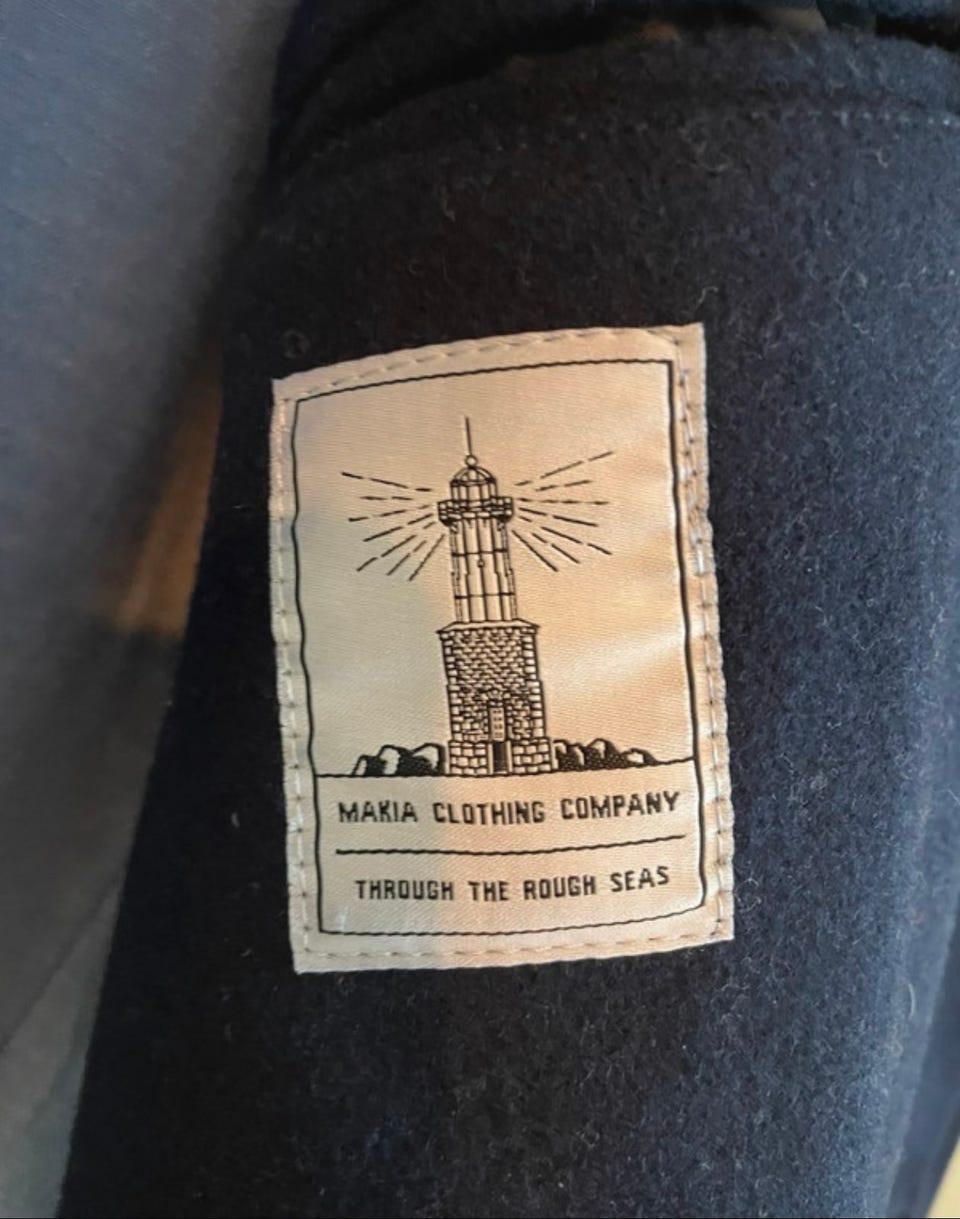 MAKIA CLOTHING COMPANY
THROUGH THE ROUGH SEAS